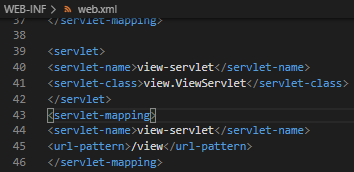 WEB-INF > web.xml
37 </servlet-mapping>
38
39 <servlet>
40 <servlet-name>view-servlet</servlet-name>
41 <servlet-class>view.ViewServlet</servlet-class>
42 </servlet>
43 <servlet-mapping>
44 <servlet-name>view-servlet</servlet-name>
45 <url-pattern>/view</url-pattern>
46 </servlet-mapping>